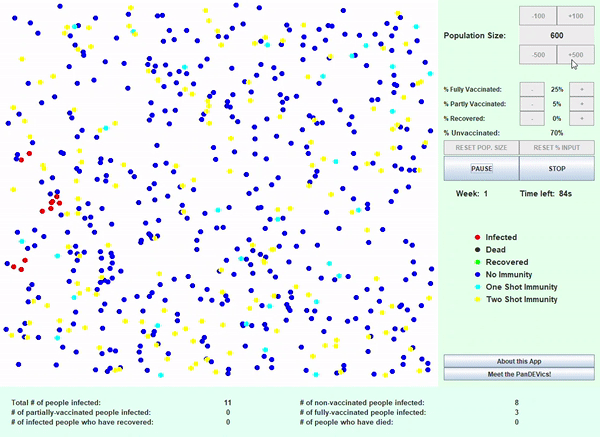 -100 +100
Population Size: 600
-500 +500
% Fully Vaccinated: - 25% +
% Partly Vaccinated: - 5% +
% Recovered: - 0% +
% Unvaccinated: 70%
RESET POP. SIZE RESET % INPUT
PAUSE STOP
Week: 1 Time left: 84s
Infected
Dead
Recovered
No Immunity
One Shot Immunity
Two Shot Immunity
About this App
Meet the PanDEVics!
Total # of people infected: 11 # of non-vaccinated people infected: 8
# of partially-vaccinated people infected: 0 # of fully-vaccinated people infected: 3
# of infected people who have recovered: 0 # of people who have died: 0